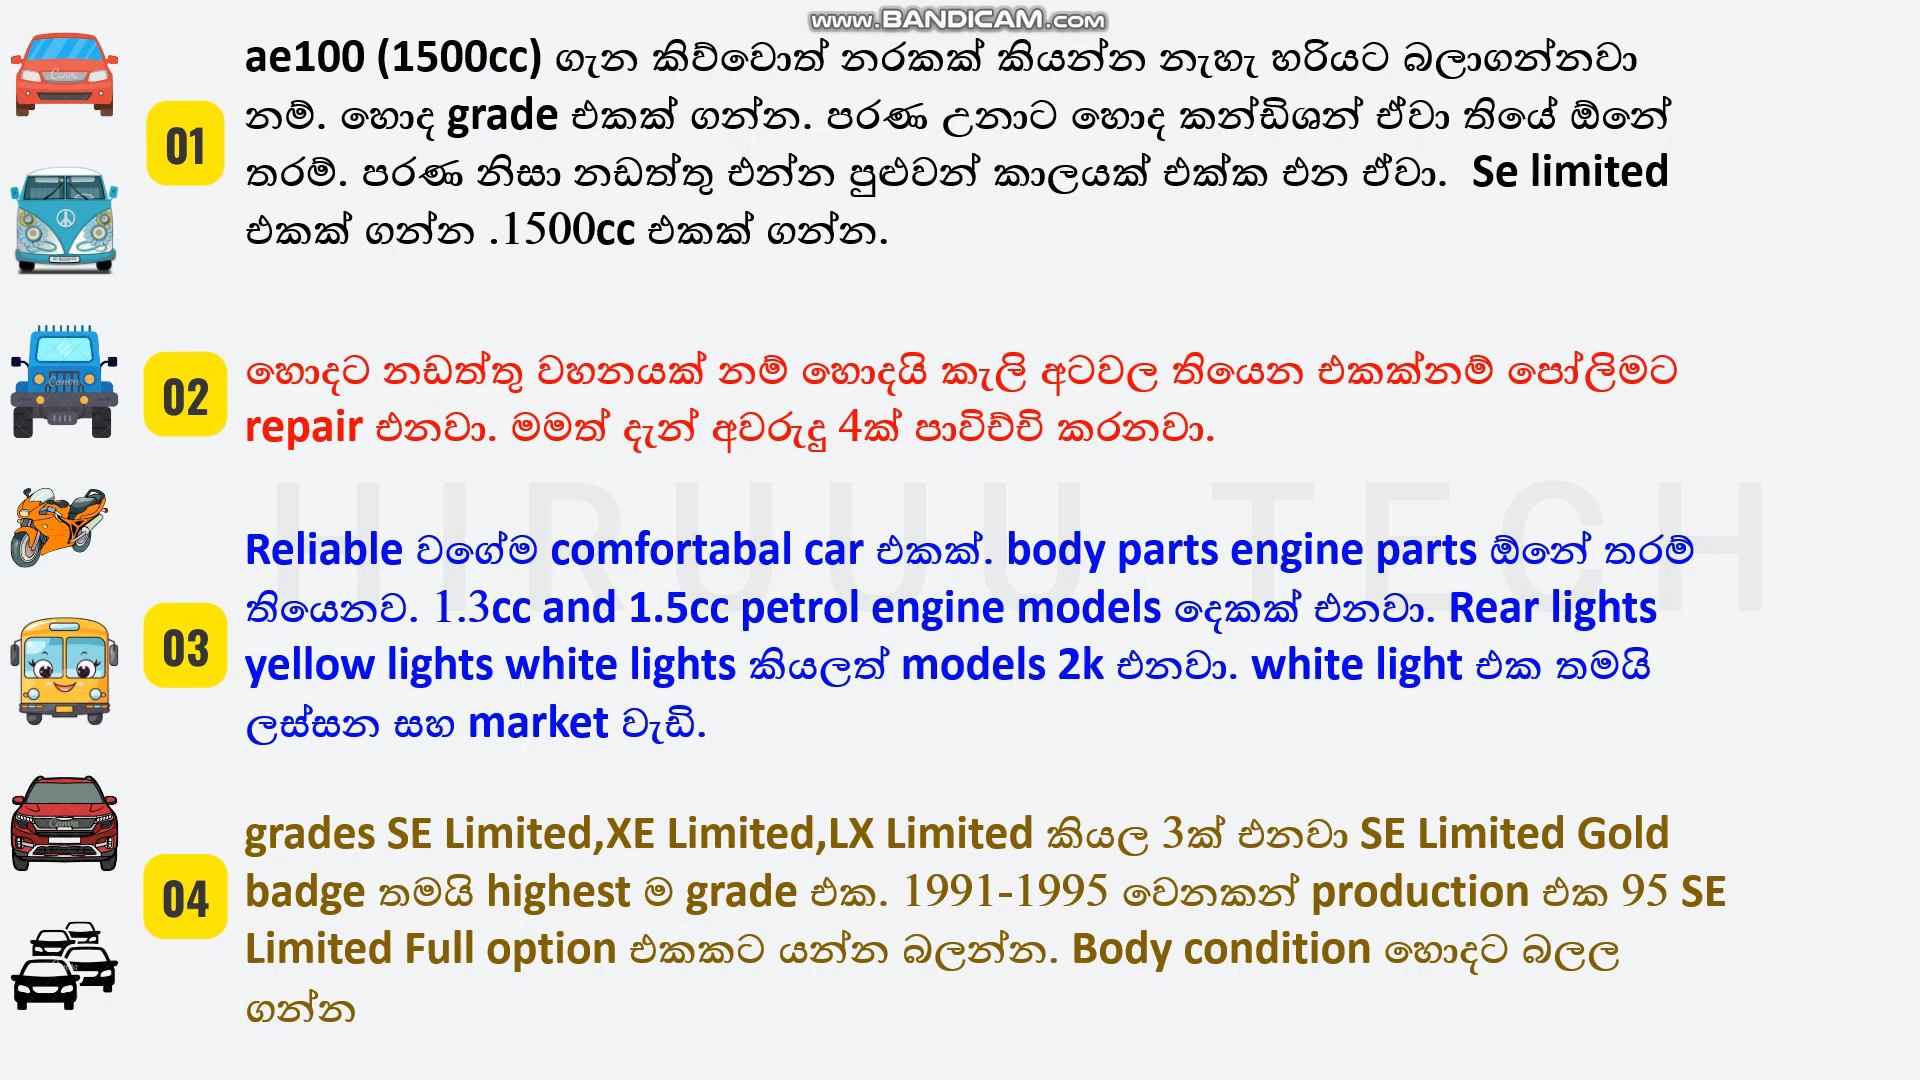 www.BANDICAM.com
ae100 (1500cc) ගැන කිව්වොත් නරකක් කියන්න නැහැ හරියට බලාගන්නවා
නම්. හොද grade එකක් ගන්න. පරණ උනාට හොද කන්ඩිශන් ඒවා තියේ ඕනේ
තරම්. පරණ නිසා නඩත්තු එන්න පුළුවන් කාලයක් එක්ක එන ඒවා. Se limited
එකක් ගන්න .1500cc එකක් ගන්න.
01
හොදට නඩත්තු වහනයක් නම් හොදයි කැලි අටවල තියෙන එකක්නම් පෝලිමට
repair එනවා. මමත් දැන් අවරුදු 4ක් පාවිච්චි කරනවා.
02
HIRUUU TECH
Reliable වගේම comfortabal car එකක්. body parts engine parts ඕනේ තරම්
තියෙනව. 1.3cc and 1.5cc petrol engine models දෙකක් එනවා. Rear lights
yellow lights white lights කියලත් models 2k එනවා. white light එක තමයි
ලස්සන සහ market වැඩි.
03
grades SE Limited,XE Limited,LX Limited කියල 3ක් එනවා SE Limited Gold
badge තමයි highest ම grade එක. 1991-1995 වෙනකන් production එක 95 SE
Limited Full option එකකට යන්න බලන්න. Body condition හොදට බලල
ගන්න
04